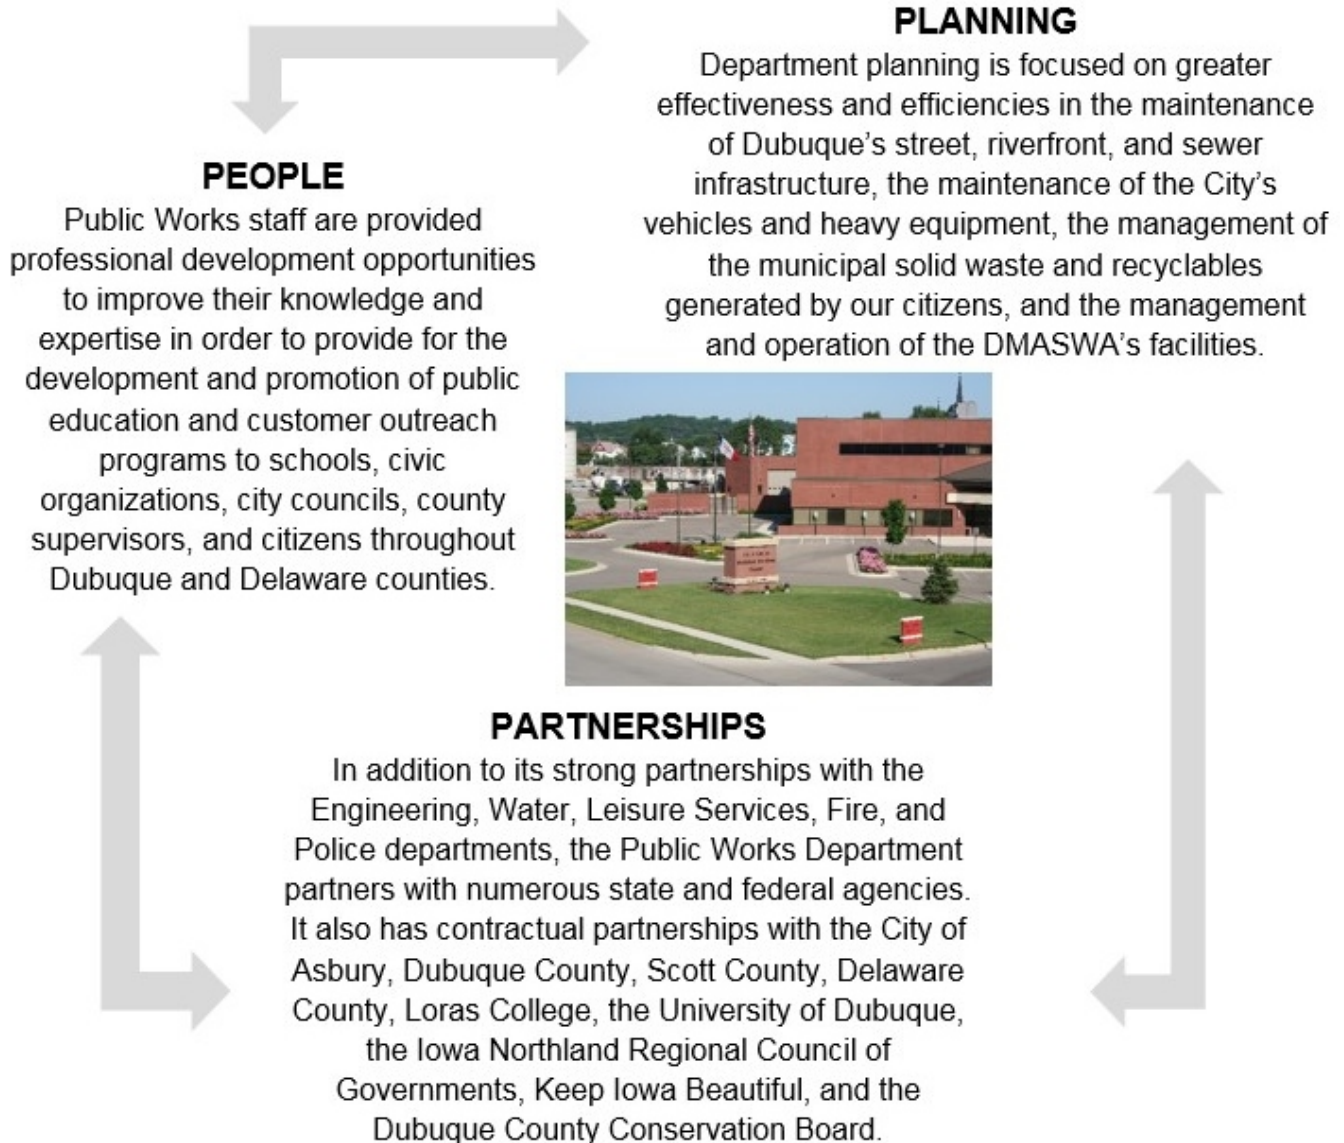 PLANNING
Department planning is focused on greater
effectiveness and efficiencies in the maintenance
of Dubuque’s street, riverfront, and sewer
infrastructure, the maintenance of the City’s
vehicles and heavy equipment, the management of
the municipal solid waste and recyclables
generated by our citizens, and the management
and operation of the DMASWA’s facilities.
PEOPLE
Public Works staff are provided
professional development opportunities
to improve their knowledge and
expertise in order to provide for the
development and promotion of public
education and customer outreach
programs to schools, civic
organizations, city councils, county
supervisors, and citizens throughout
Dubuque and Delaware counties.
PARTNERSHIPS
In addition to its strong partnerships with the
Engineering, Water, Leisure Services, Fire, and
Police departments, the Public Works Department
partners with numerous state and federal agencies.
It also has contractual partnerships with the City of
Asbury, Dubuque County, Scott County, Delaware
County, Loras College, the University of Dubuque,
the Iowa Northland Regional Council of
Governments, Keep Iowa Beautiful, and the
Dubuque County Conservation Board.